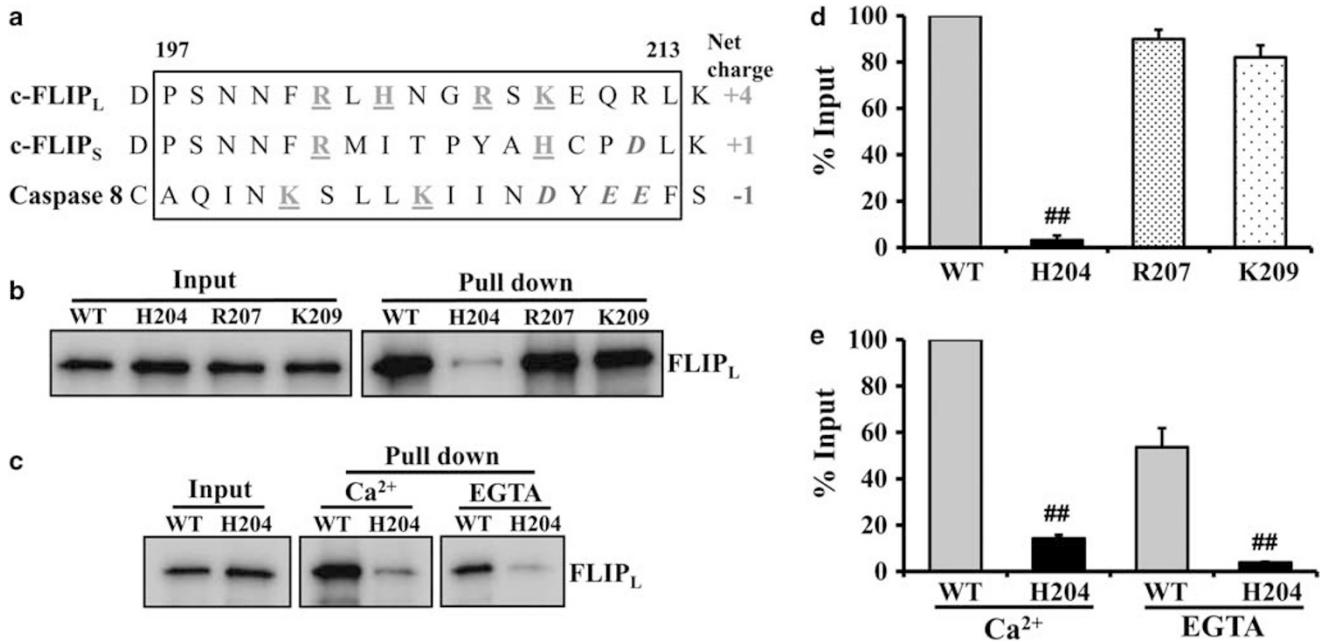 a
197 213 Net charge
c-FLIPL D P S N N F R L H N G R S K E Q R L K +4
c-FLIPS D P S N N F R M I T P Y A H C P D L K +1
Caspase 8 C A Q I N K S L L K I I N D Y E E F S -1
b
Input Pull down
WT H204 R207 K209 WT H204 R207 K209
FLIPL
c
Pull down
Input Ca2+ EGTA
WT H204 WT H204 WT H204
FLIPL
d
% Input
100
80
60
40
20
0
##
WT H204 R207 K209
e
% Input
100
80
60
40
20
0
## ##
WT H204 WT H204
Ca2+ EGTA